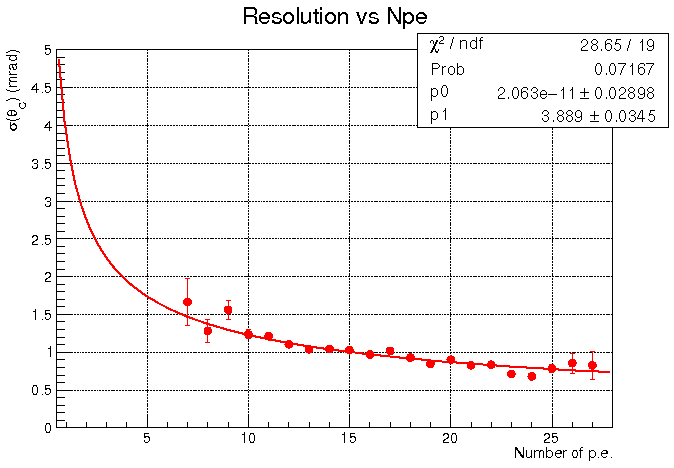 Resolution vs Npe
χ² / ndf 28.65 / 19
Prob 0.07167
p0 2.063e−11 ± 0.02898
p1 3.889 ± 0.0345
σ(θC) (mrad)
5
4.5
4
3.5
3
2.5
2
1.5
1
0.5
0
5 10 15 20 25
Number of p.e.